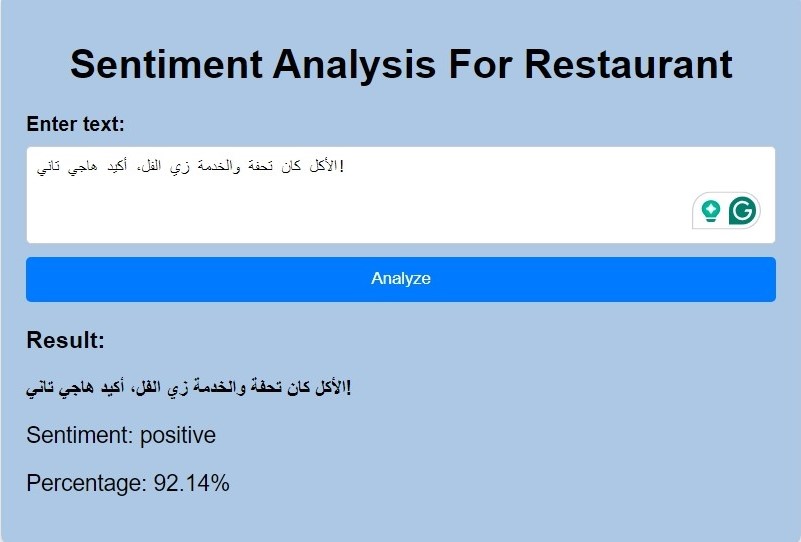 Sentiment Analysis For Restaurant
Enter text:
الأكل كان تحفة والخدمة زي الفل، أكيد هاجي تاني!
Analyze
Result:
الأكل كان تحفة والخدمة زي الفل، أكيد هاجي تاني!
Sentiment: positive
Percentage: 92.14%